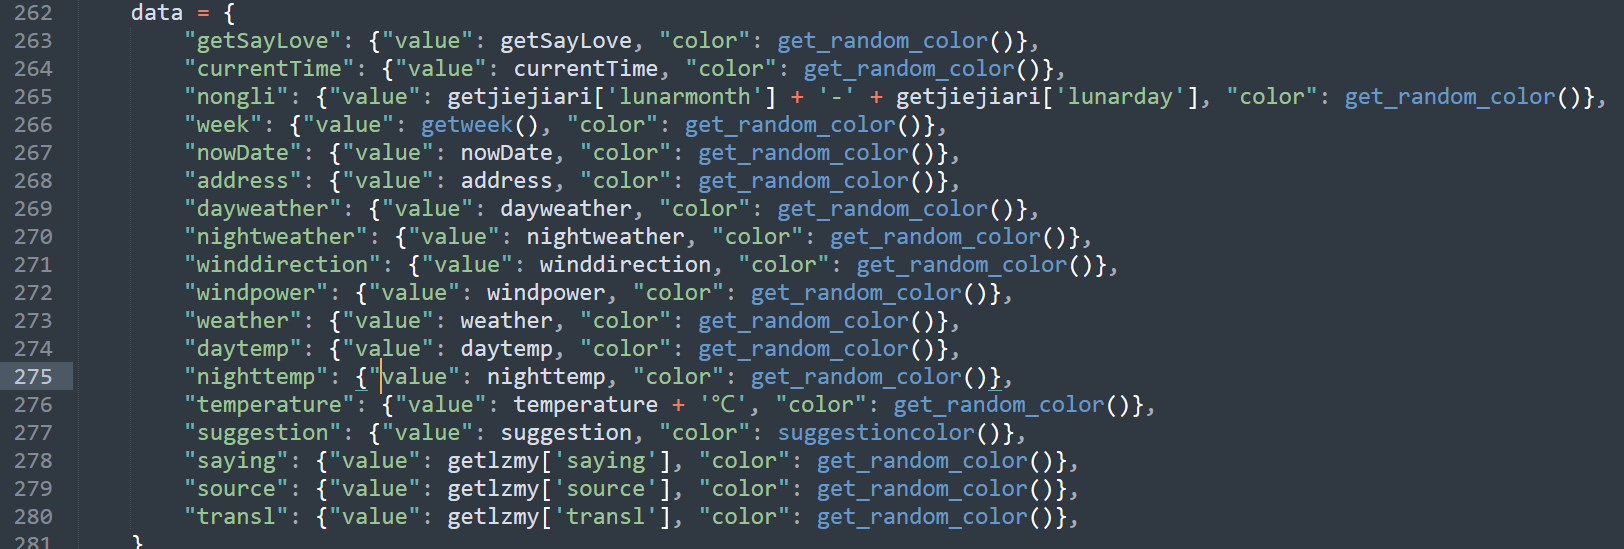 262 data = {
263 "getSayLove": {"value": getSayLove, "color": get_random_color()},
264 "currentTime": {"value": currentTime, "color": get_random_color()},
265 "nongli": {"value": getjiejiari['lunarmonth'] + '-' + getjiejiari['lunarday'], "color": get_random_color()},
266 "week": {"value": getweek(), "color": get_random_color()},
267 "nowDate": {"value": nowDate, "color": get_random_color()},
268 "address": {"value": address, "color": get_random_color()},
269 "dayweather": {"value": dayweather, "color": get_random_color()},
270 "nightweather": {"value": nightweather, "color": get_random_color()},
271 "winddirection": {"value": winddirection, "color": get_random_color()},
272 "windpower": {"value": windpower, "color": get_random_color()},
273 "weather": {"value": weather, "color": get_random_color()},
274 "daytemp": {"value": daytemp, "color": get_random_color()},
275 "nighttemp": {"value": nighttemp, "color": get_random_color()},
276 "temperature": {"value": temperature + '℃', "color": get_random_color()},
277 "suggestion": {"value": suggestion, "color": suggestioncolor()},
278 "saying": {"value": getlzmy['saying'], "color": get_random_color()},
279 "source": {"value": getlzmy['source'], "color": get_random_color()},
280 "transl": {"value": getlzmy['transl'], "color": get_random_color()},
281 }